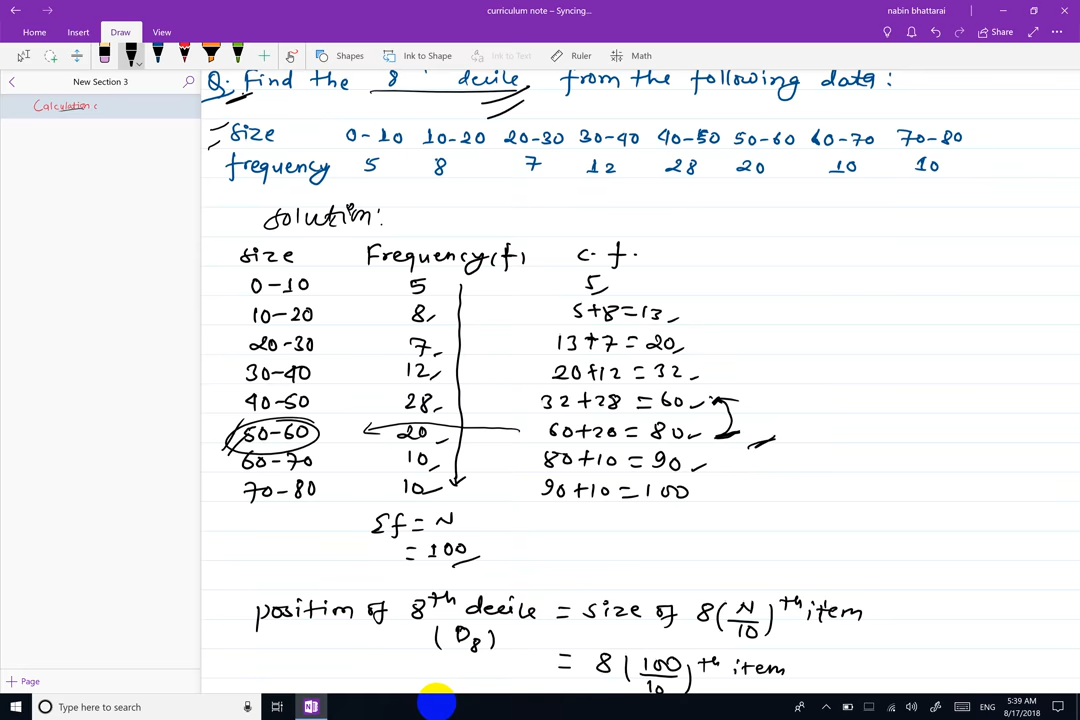 curriculum note – Syncing...
nabin bhattarai
Home Insert Draw View
Share
Shapes Ink to Shape Ink to Text Ruler Math
New Section 3
Calculation
Q. Find the 8 decile from the following data:
Size 0-10 10-20 20-30 30-40 40-50 50-60 60-70 70-80
frequency 5 8 7 12 28 20 10 10
Solution:
Size Frequency(f) c.f.
0-10 5 5
10-20 8 5+8=13
20-30 7 13+7=20
30-40 12 20+12=32
40-50 28 32+28=60
50-60 20 60+20=80
60-70 10 80+10=90
70-80 10 90+10=100
Σf = N
= 100
position of 8th decile = size of 8(N/10)th item
(D8)
= 8(100/10)th item
+ Page
Type here to search
ENG
5:39 AM
8/17/2018